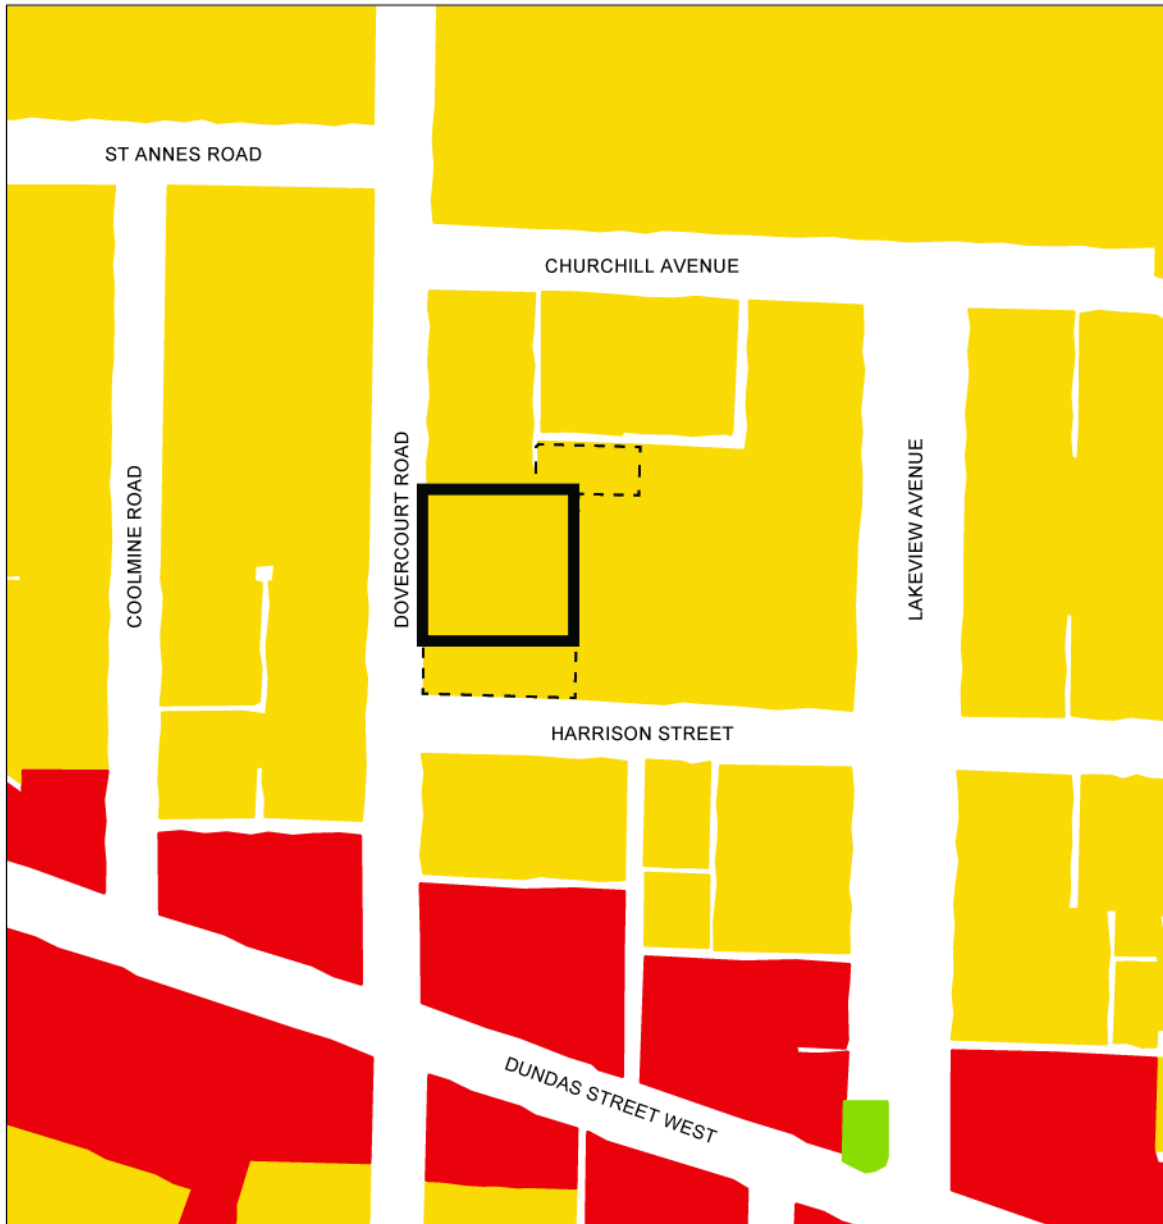 ST ANNES ROAD
CHURCHILL AVENUE
COOLMINE ROAD
DOVERCOURT ROAD
LAKEVIEW AVENUE
HARRISON STREET
DUNDAS STREET WEST